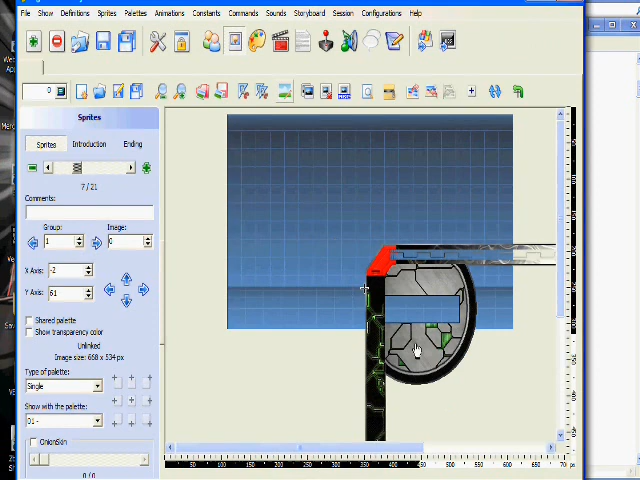 File Show Definitions Sprites Palettes Animations Constants Commands Sounds Storyboard Session Configurations Help
0
Sprites
Sprites Introduction Ending
7 / 21
Comments:
Group: Image:
1 0
X Axis: -2
Y Axis: 61
Shared palette
Show transparency color
Unlinked
Image size: 668 x 534 px
Type of palette:
Single
Show with the palette:
01 -
OnionSkin
0 / 0
50 100 150 200 250 300 350 400 450 500 550 600 650 70 px